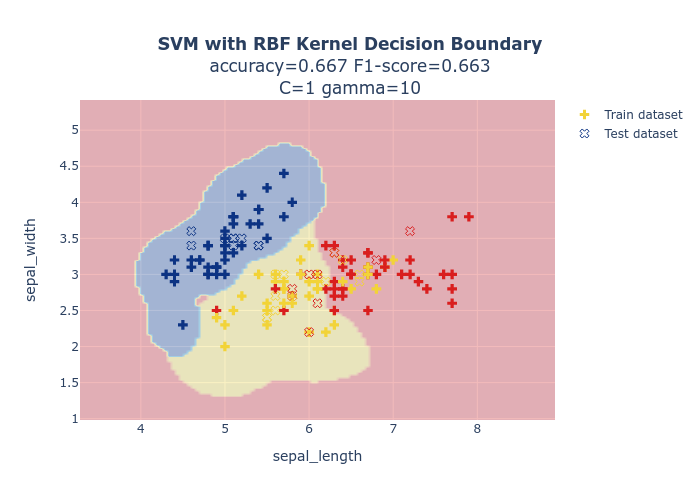 SVM with RBF Kernel Decision Boundary
accuracy=0.667 F1-score=0.663
C=1 gamma=10
Train dataset
Test dataset
5
4.5
4
3.5
3
2.5
2
1.5
1
sepal_width
4
5
6
7
8
sepal_length